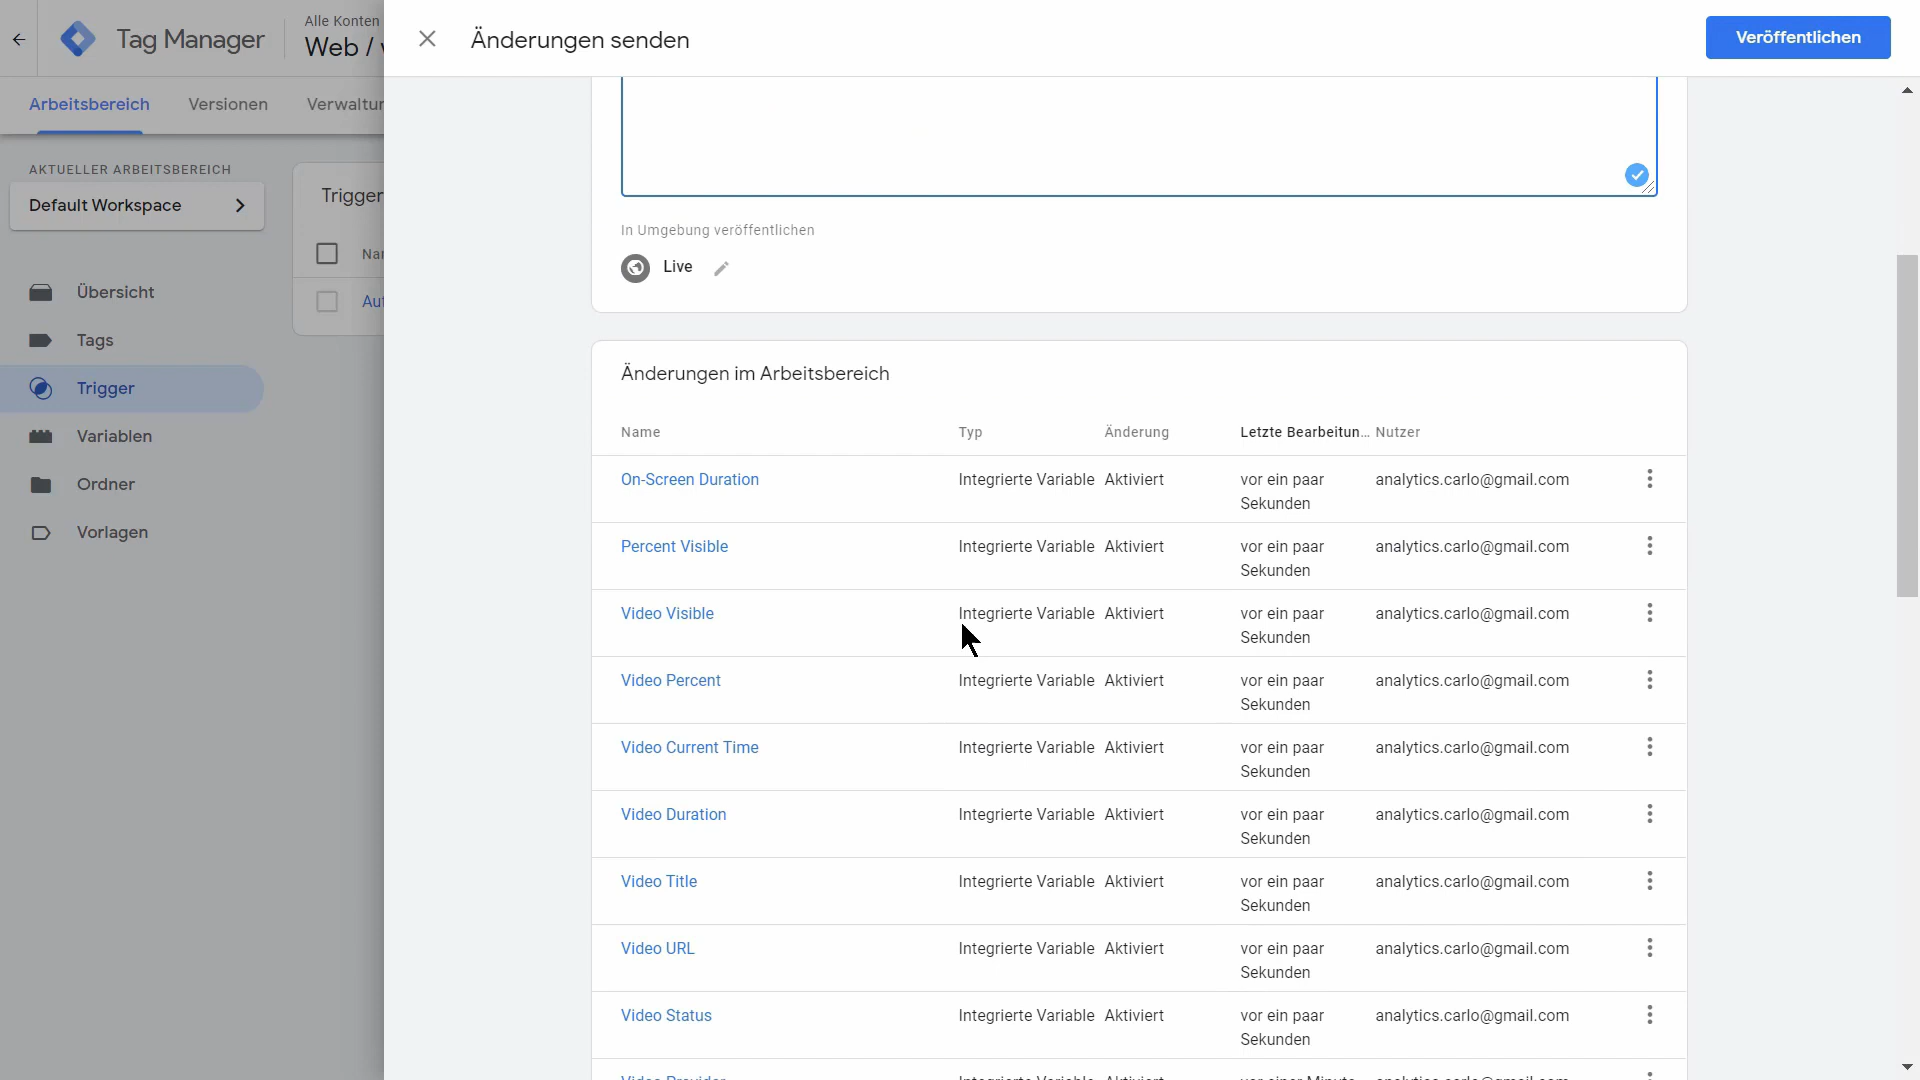 Tag Manager
Alle Konten
Web /
Änderungen senden
Veröffentlichen
Arbeitsbereich
Versionen
AKTUELLER ARBEITSBEREICH
Default Workspace
Trigger
Übersicht
Tags
Trigger
Variablen
Ordner
Vorlagen
In Umgebung veröffentlichen
Live
Änderungen im Arbeitsbereich
Name Typ Änderung Letzte Bearbeitun... Nutzer
On-Screen Duration Integrierte Variable Aktiviert vor ein paar analytics.carlo@gmail.com
Sekunden
Percent Visible Integrierte Variable Aktiviert vor ein paar analytics.carlo@gmail.com
Sekunden
Video Visible Integrierte Variable Aktiviert vor ein paar analytics.carlo@gmail.com
Sekunden
Video Percent Integrierte Variable Aktiviert vor ein paar analytics.carlo@gmail.com
Sekunden
Video Current Time Integrierte Variable Aktiviert vor ein paar analytics.carlo@gmail.com
Sekunden
Video Duration Integrierte Variable Aktiviert vor ein paar analytics.carlo@gmail.com
Sekunden
Video Title Integrierte Variable Aktiviert vor ein paar analytics.carlo@gmail.com
Sekunden
Video URL Integrierte Variable Aktiviert vor ein paar analytics.carlo@gmail.com
Sekunden
Video Status Integrierte Variable Aktiviert vor ein paar analytics.carlo@gmail.com
Sekunden